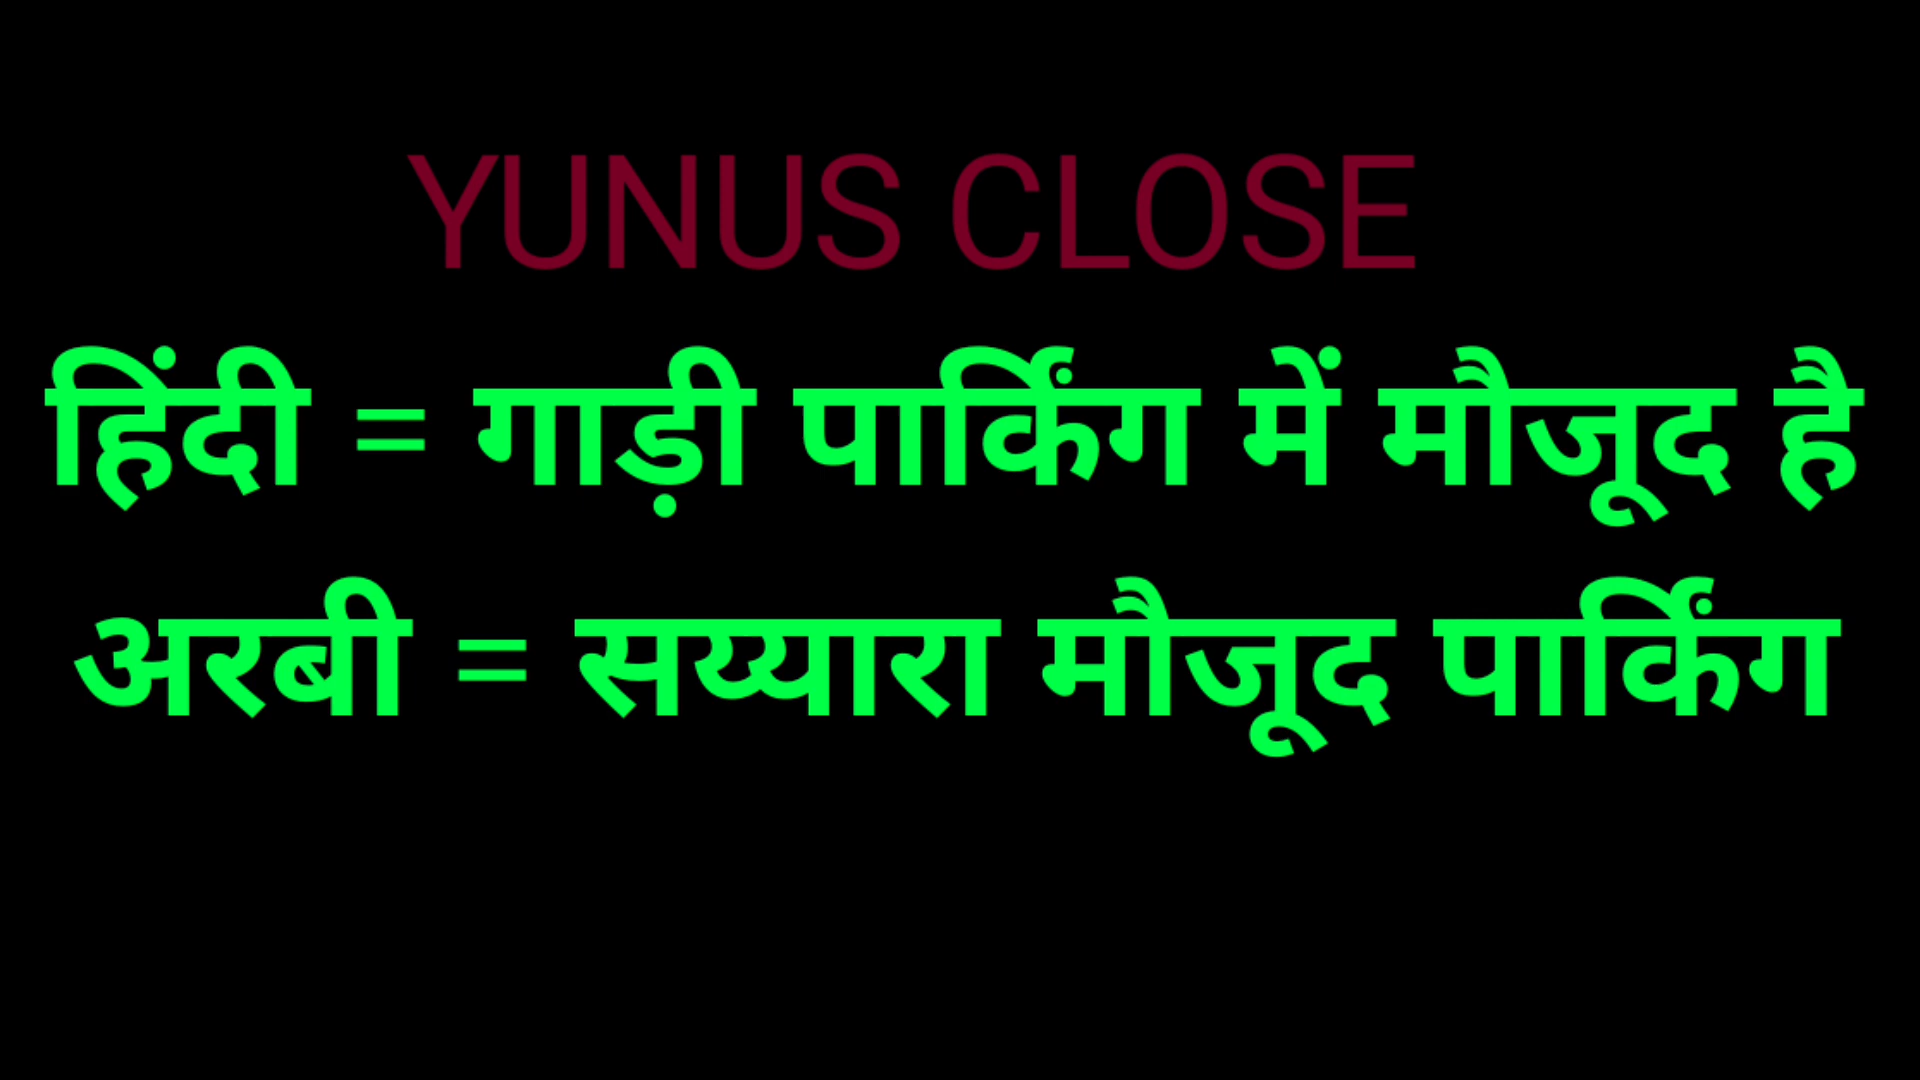 YUNUS CLOSE
हिंदी = गाड़ी पार्किंग में मौजूद है
अरबी = सय्यारा मौजूद पार्किंग